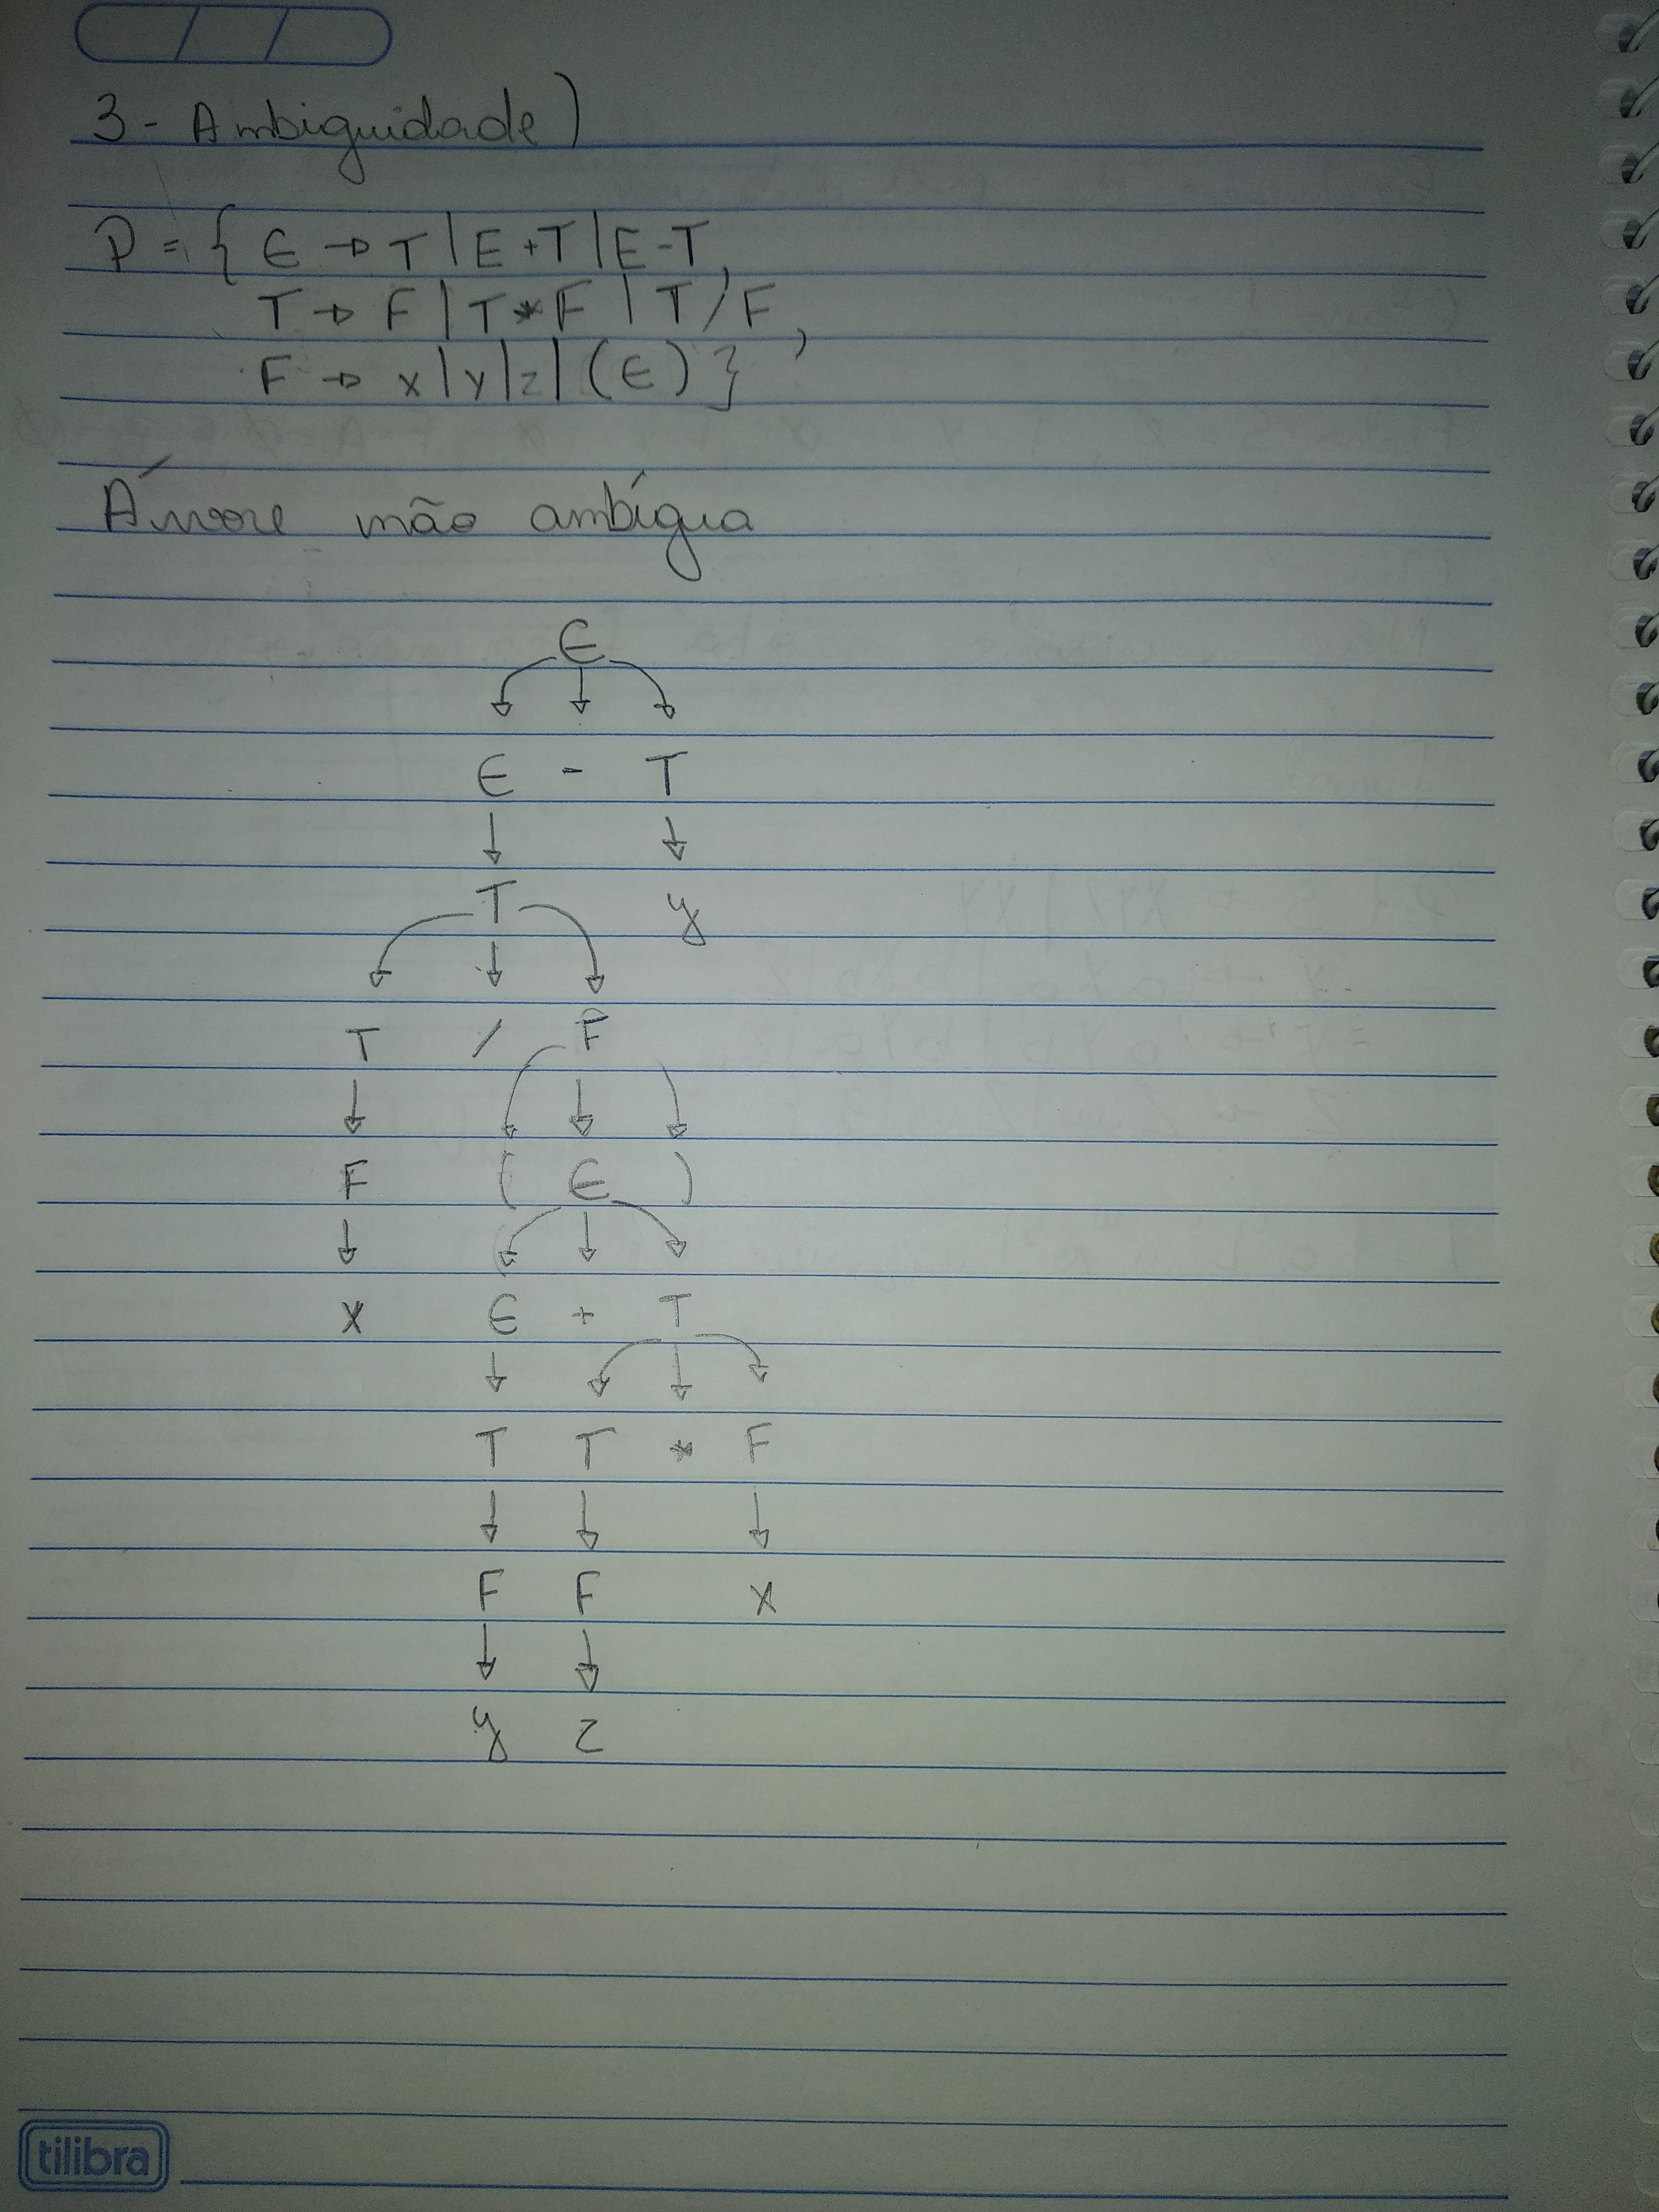 3- Ambiguidade)
P = { E → T | E + T | E - T,
T → F | T * F | T / F,
F → x | y | z | (E) }
Árvore não ambígua
E
E - T
T y
T / F
F ( E )
x E + T
T T * F
F F x
y z
tilibra